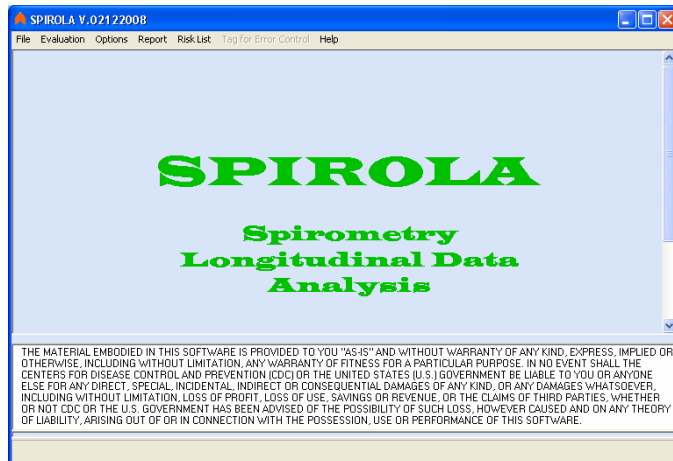 SPIROLA V.02122008
File Evaluation Options Report Risk List Tag for Error Control Help
SPIROLA
Spirometry
Longitudinal Data
Analysis
THE MATERIAL EMBODIED IN THIS SOFTWARE IS PROVIDED TO YOU "AS-IS" AND WITHOUT WARRANTY OF ANY KIND, EXPRESS, IMPLIED OR
OTHERWISE, INCLUDING WITHOUT LIMITATION, ANY WARRANTY OF FITNESS FOR A PARTICULAR PURPOSE. IN NO EVENT SHALL THE
CENTERS FOR DISEASE CONTROL AND PREVENTION (CDC) OR THE UNITED STATES (U.S.) GOVERNMENT BE LIABLE TO YOU OR ANYONE
ELSE FOR ANY DIRECT, SPECIAL, INCIDENTAL, INDIRECT OR CONSEQUENTIAL DAMAGES OF ANY KIND, OR ANY DAMAGES WHATSOEVER,
INCLUDING WITHOUT LIMITATION, LOSS OF PROFIT, LOSS OF USE, SAVINGS OR REVENUE, OR THE CLAIMS OF THIRD PARTIES, WHETHER
OR NOT CDC OR THE U.S. GOVERNMENT HAS BEEN ADVISED OF THE POSSIBILITY OF SUCH LOSS, HOWEVER CAUSED AND ON ANY THEORY
OF LIABILITY, ARISING OUT OF OR IN CONNECTION WITH THE POSSESSION, USE OR PERFORMANCE OF THIS SOFTWARE.